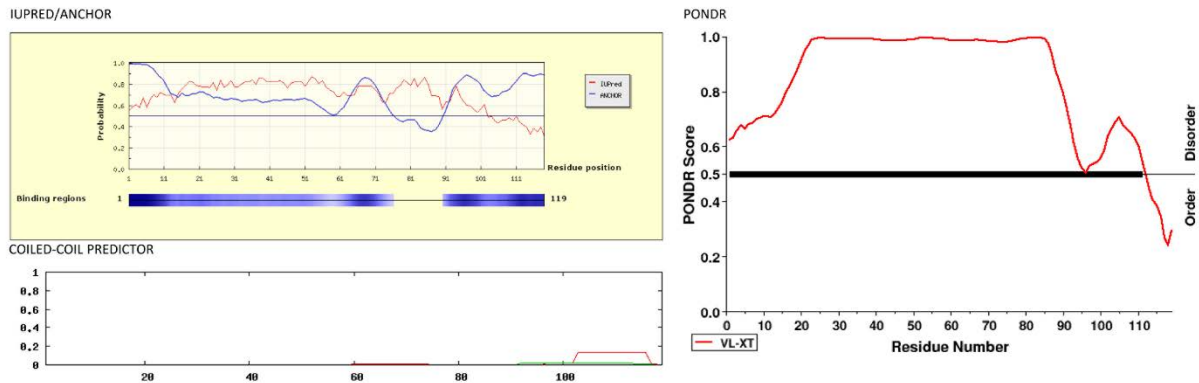 IUPRED/ANCHOR
1.0
0.8
0.6
0.4
0.2
0.0
Probability
1 11 21 31 41 51 61 71 81 91 101 111
Residue position
IUPred
ANCHOR
Binding regions 1 119
COILED-COIL PREDICTOR
1
0.8
0.6
0.4
0.2
0
20 40 60 80 100
PONDR
1.0
0.8
0.6
0.5
0.4
0.2
0.0
PONDR Score
Disorder
Order
0 10 20 30 40 50 60 70 80 90 100 110
VL-XT
Residue Number